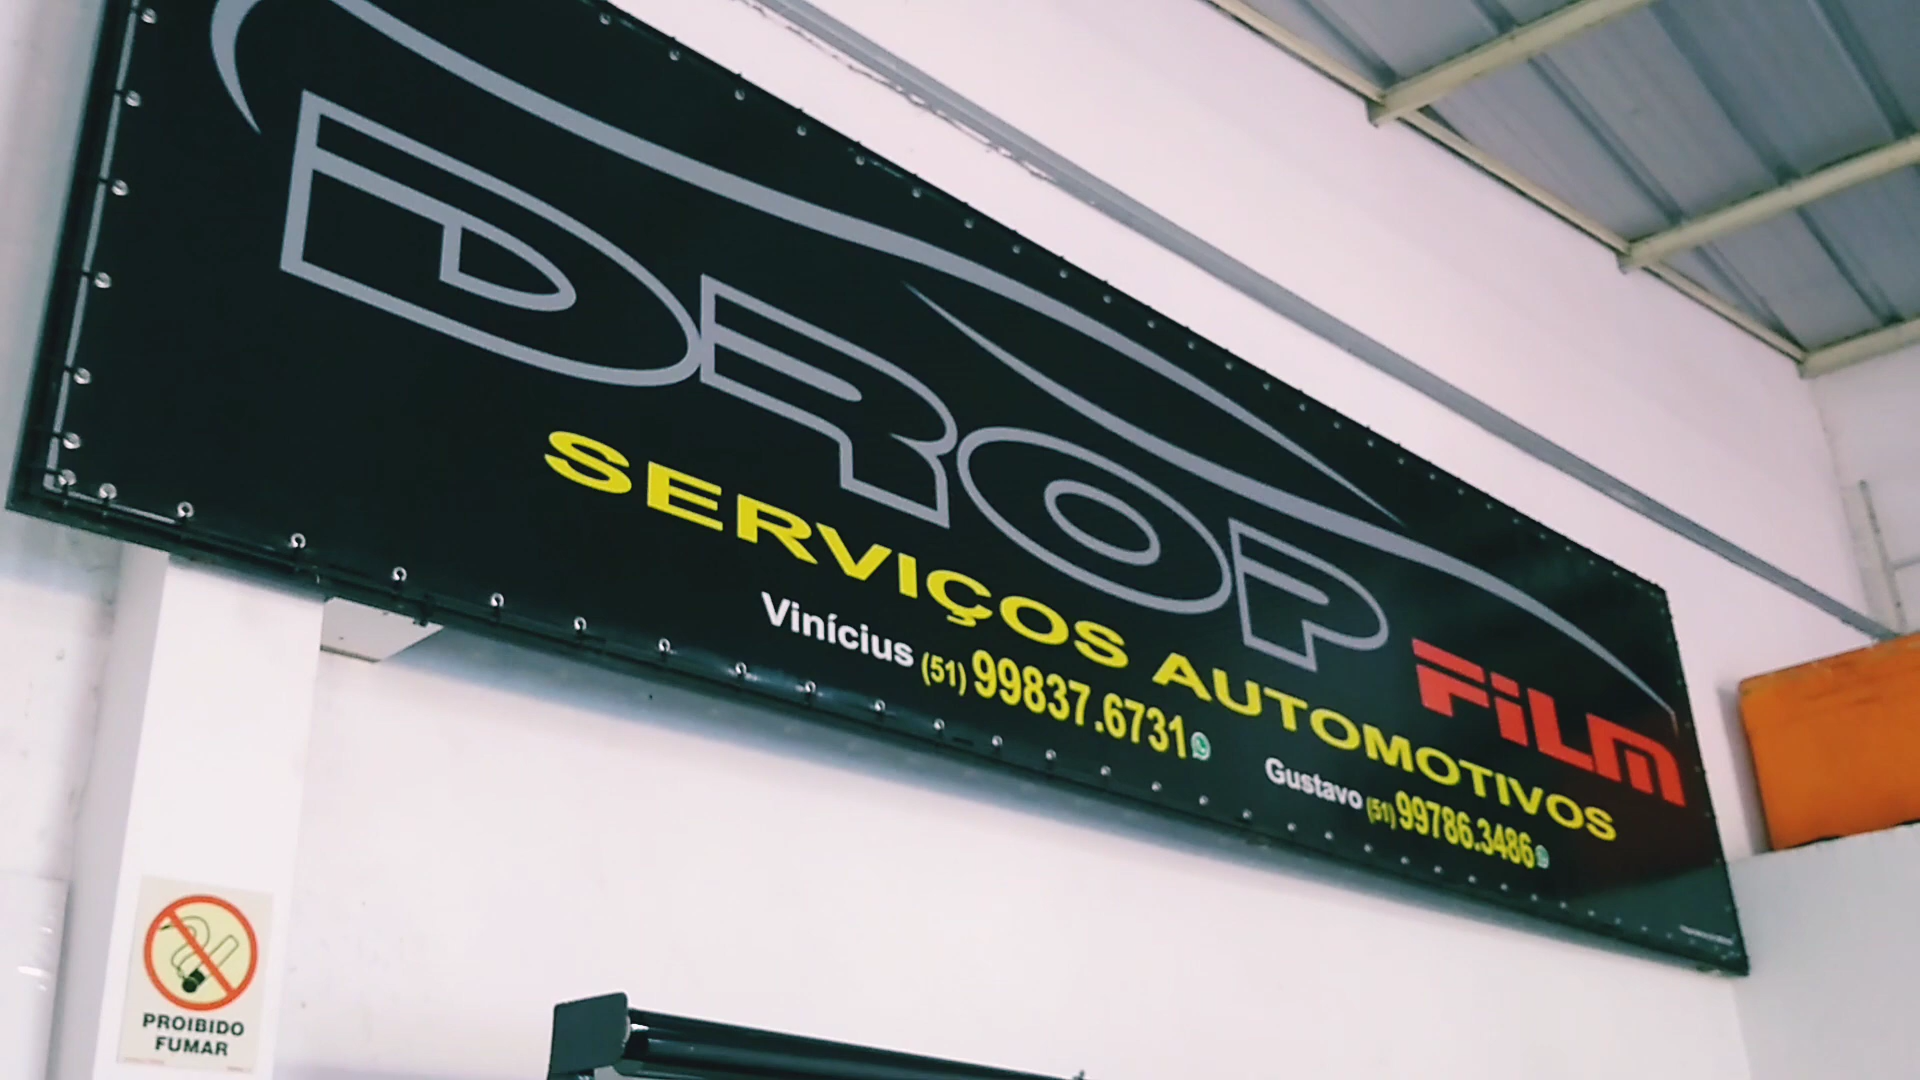 DROP FiLM
SERVIÇOS AUTOMOTIVOS
Vinícius (51) 99837.6731
Gustavo (51) 99786.3486
PROIBIDO
FUMAR